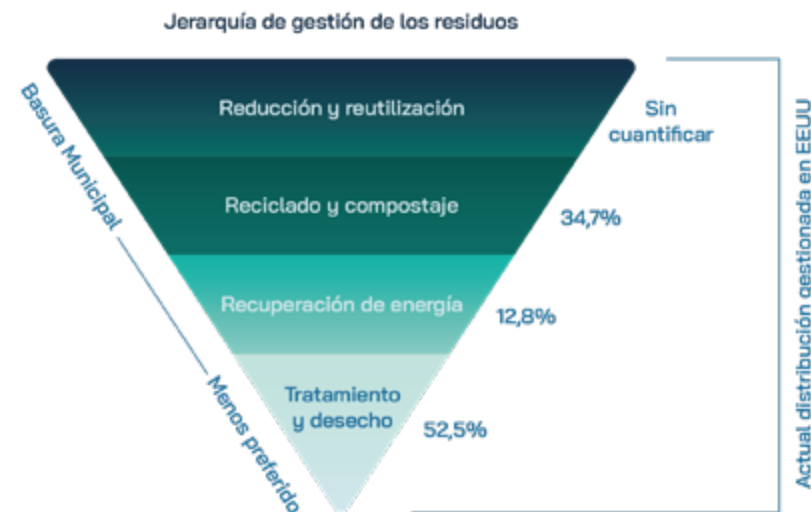 Jerarquía de gestión de los residuos
Basura Municipal
Menos preferido
Reducción y reutilización
Sin
cuantificar
Reciclado y compostaje
34,7%
Recuperación de energía
12,8%
Tratamiento
y desecho
52,5%
Actual distribución gestionada en EEUU